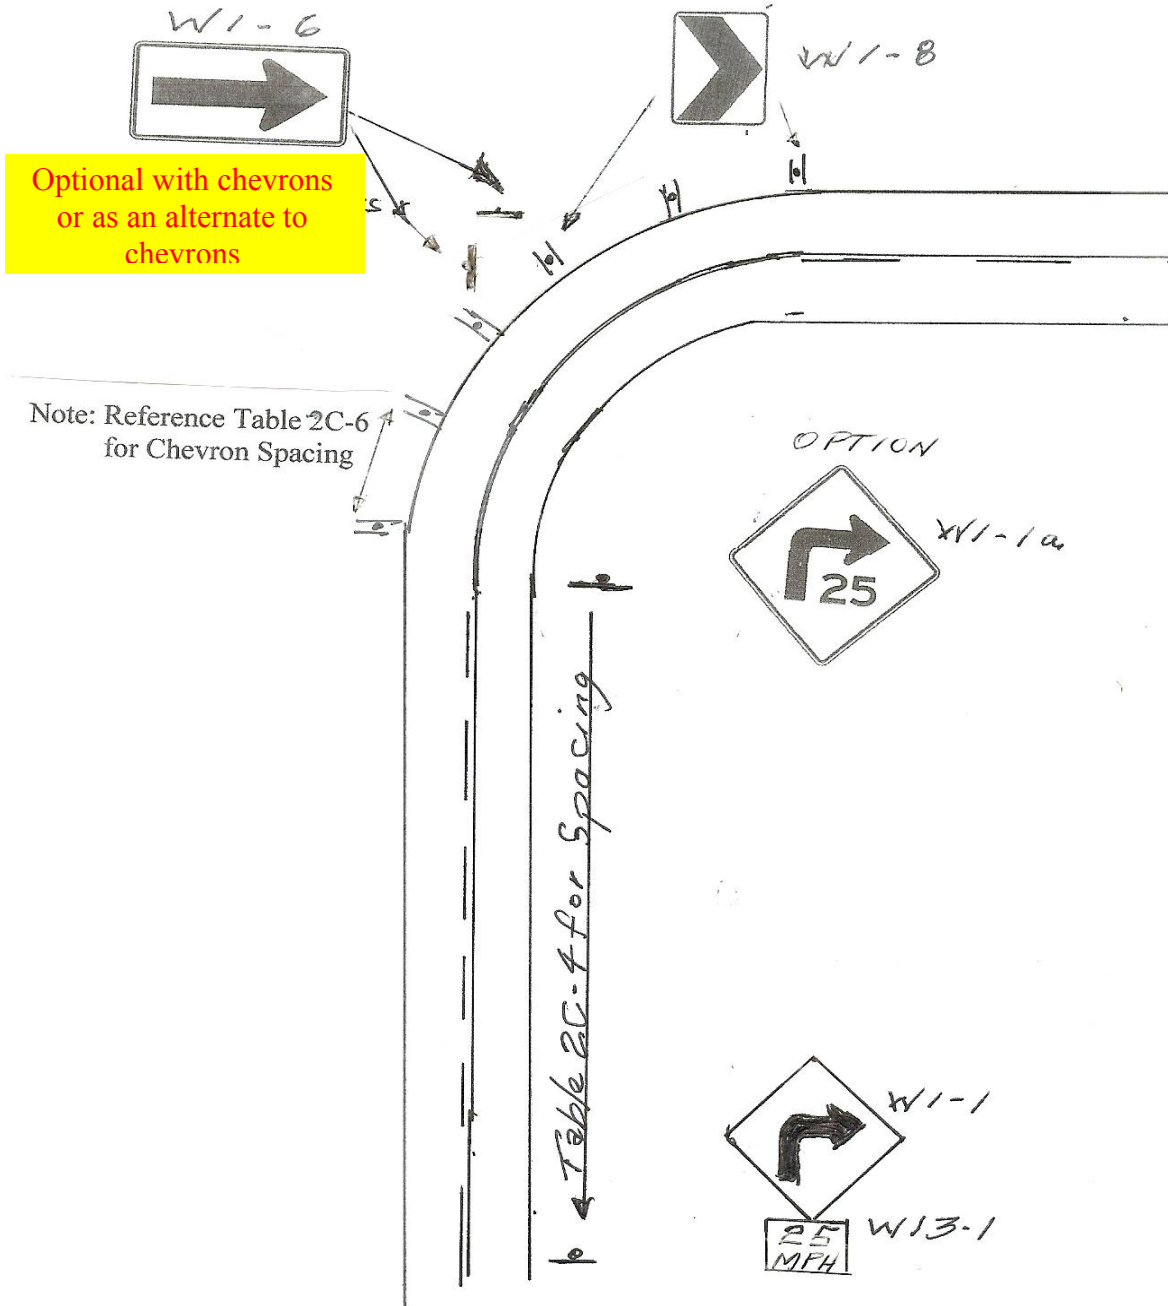 W1-6
W1-8
Optional with chevrons
or as an alternate to
chevrons
Note: Reference Table 2C-6
for Chevron Spacing
OPTION
W1-1a
25
Table 2C-4 for Spacing
W1-1
25
MPH
W13-1